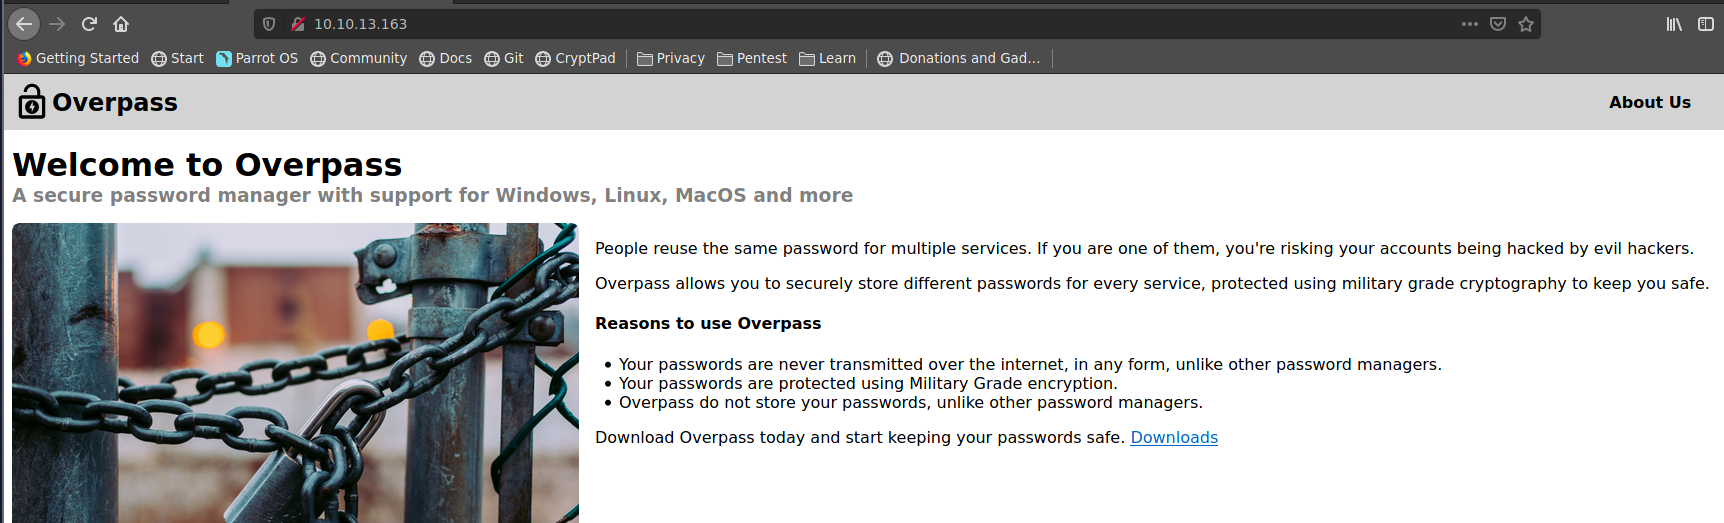 10.10.13.163
Getting Started Start Parrot OS Community Docs Git CryptPad Privacy Pentest Learn Donations and Gad...
Overpass About Us
Welcome to Overpass
A secure password manager with support for Windows, Linux, MacOS and more
People reuse the same password for multiple services. If you are one of them, you're risking your accounts being hacked by evil hackers.
Overpass allows you to securely store different passwords for every service, protected using military grade cryptography to keep you safe.
Reasons to use Overpass
• Your passwords are never transmitted over the internet, in any form, unlike other password managers.
• Your passwords are protected using Military Grade encryption.
• Overpass do not store your passwords, unlike other password managers.
Download Overpass today and start keeping your passwords safe. Downloads